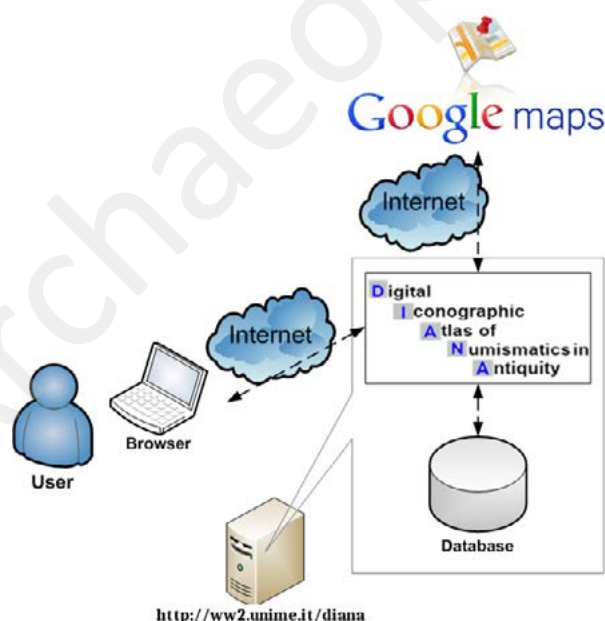 Google maps
Internet
Digital
Iconographic
Atlas of
Numismatics in
Antiquity
Internet
Browser
User
Database
http://ww2.unime.it/diana